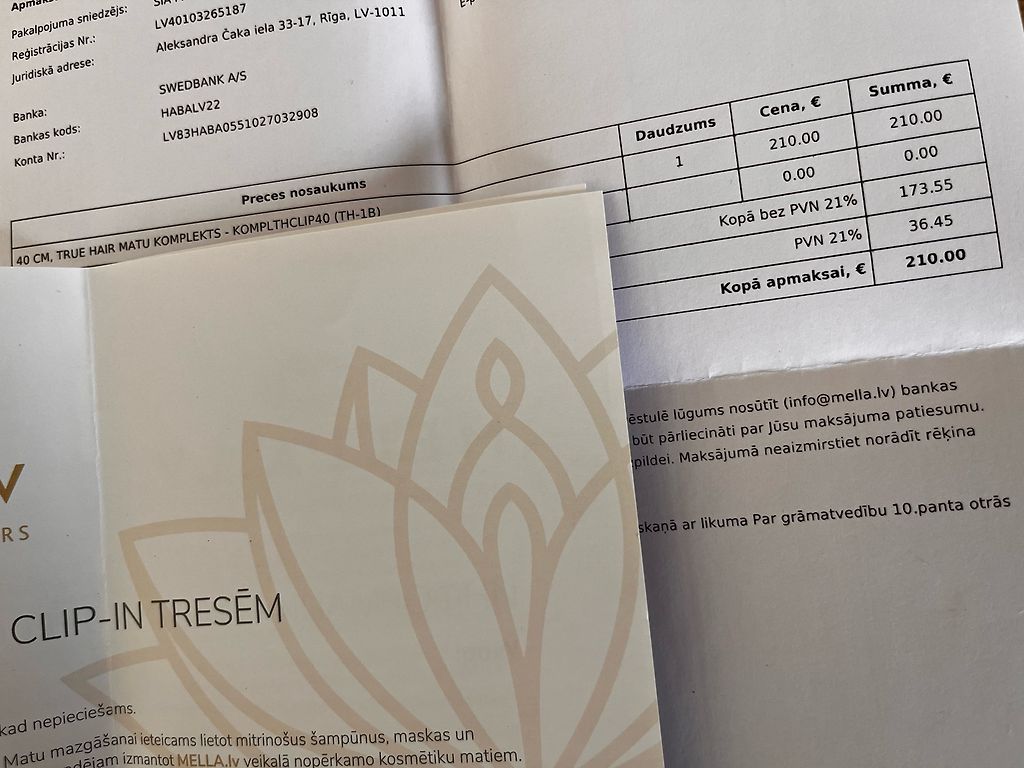 Pakalpojuma sniedzējs:
Reģistrācijas Nr.: LV40103265187
Juridiskā adrese: Aleksandra Čaka iela 33-17, Rīga, LV-1011
Banka: SWEDBANK A/S
Bankas kods: HABALV22
Konta Nr.: LV83HABA0551027032908
Preces nosaukums Daudzums Cena, € Summa, €
40 CM, TRUE HAIR MATU KOMPLEKTS - KOMPLTHCLIP40 (TH-1B) 1 210.00 210.00
0.00 0.00
Kopā bez PVN 21% 173.55
PVN 21% 36.45
Kopā apmaksai, € 210.00
lūgums nosūtīt (info@mella.lv) bankas
būt pārliecināti par Jūsu maksājuma patiesumu.
Maksājumā neaizmirstiet norādīt rēķina
ar likuma Par grāmatvedību 10.panta otrās
V
RS
CLIP-IN TRESĒM
kad nepieciešams.
Matu mazgāšanai ieteicams lietot mitrinošus šampūnus, maskas un
izmantot MELLA.lv veikalā nopērkamo kosmētiku matiem.